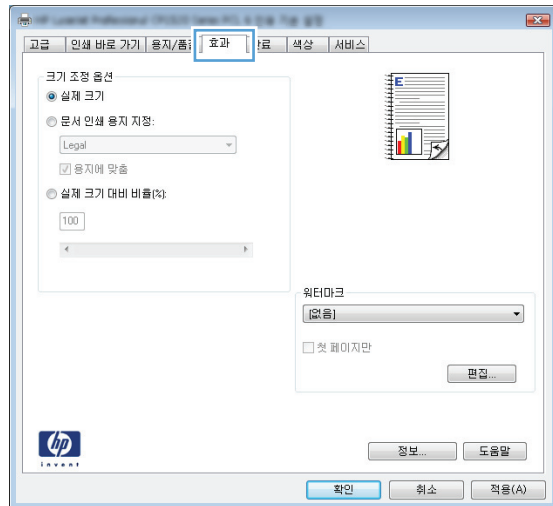 고급 인쇄 바로 가기 용지/품 효과 료 색상 서비스
크기 조정 옵션
실제 크기
문서 인쇄 용지 지정:
Legal
용지에 맞춤
실제 크기 대비 비율(%):
100
E
워터마크
[없음]
첫 페이지만
편집...
hp
invent
정보... 도움말
확인 취소 적용(A)